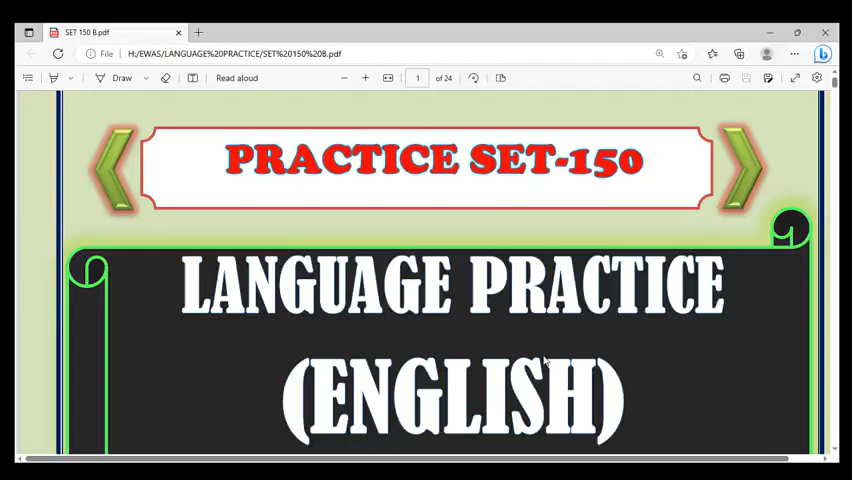 SET 150 B.pdf
File H:/EWAS/LANGUAGE%20PRACTICE/SET%20150%20B.pdf
Draw Read aloud 1 of 24
PRACTICE SET-150
LANGUAGE PRACTICE
(ENGLISH)